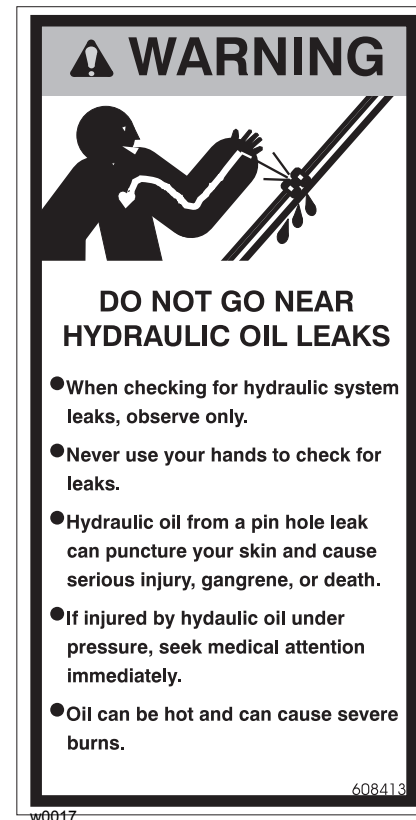 WARNING
DO NOT GO NEAR
HYDRAULIC OIL LEAKS
●When checking for hydraulic system
leaks, observe only.
●Never use your hands to check for
leaks.
●Hydraulic oil from a pin hole leak
can puncture your skin and cause
serious injury, gangrene, or death.
●If injured by hydaulic oil under
pressure, seek medical attention
immediately.
●Oil can be hot and can cause severe
burns.
608413
w0017